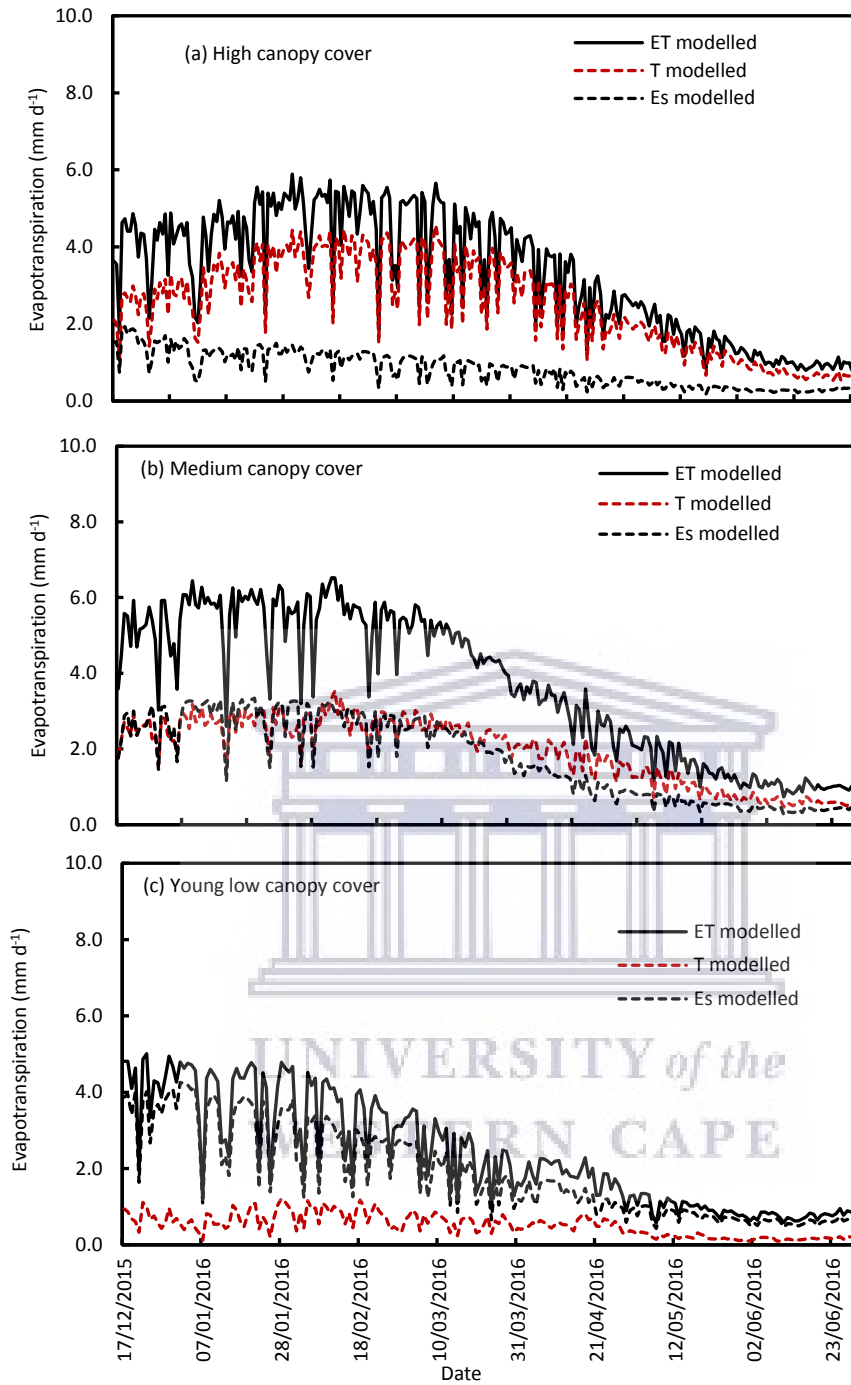 10.0
8.0
6.0
4.0
2.0
0.0
Evapotranspiration (mm d-1)
(a) High canopy cover
ET modelled
T modelled
Es modelled
10.0
8.0
6.0
4.0
2.0
0.0
Evapotranspiration (mm d-1)
(b) Medium canopy cover
ET modelled
T modelled
Es modelled
10.0
8.0
6.0
4.0
2.0
0.0
Evapotranspiration (mm d-1)
(c) Young low canopy cover
ET modelled
T modelled
Es modelled
UNIVERSITY of the
WESTERN CAPE
17/12/2015
07/01/2016
28/01/2016
18/02/2016
10/03/2016
31/03/2016
21/04/2016
12/05/2016
02/06/2016
23/06/2016
Date